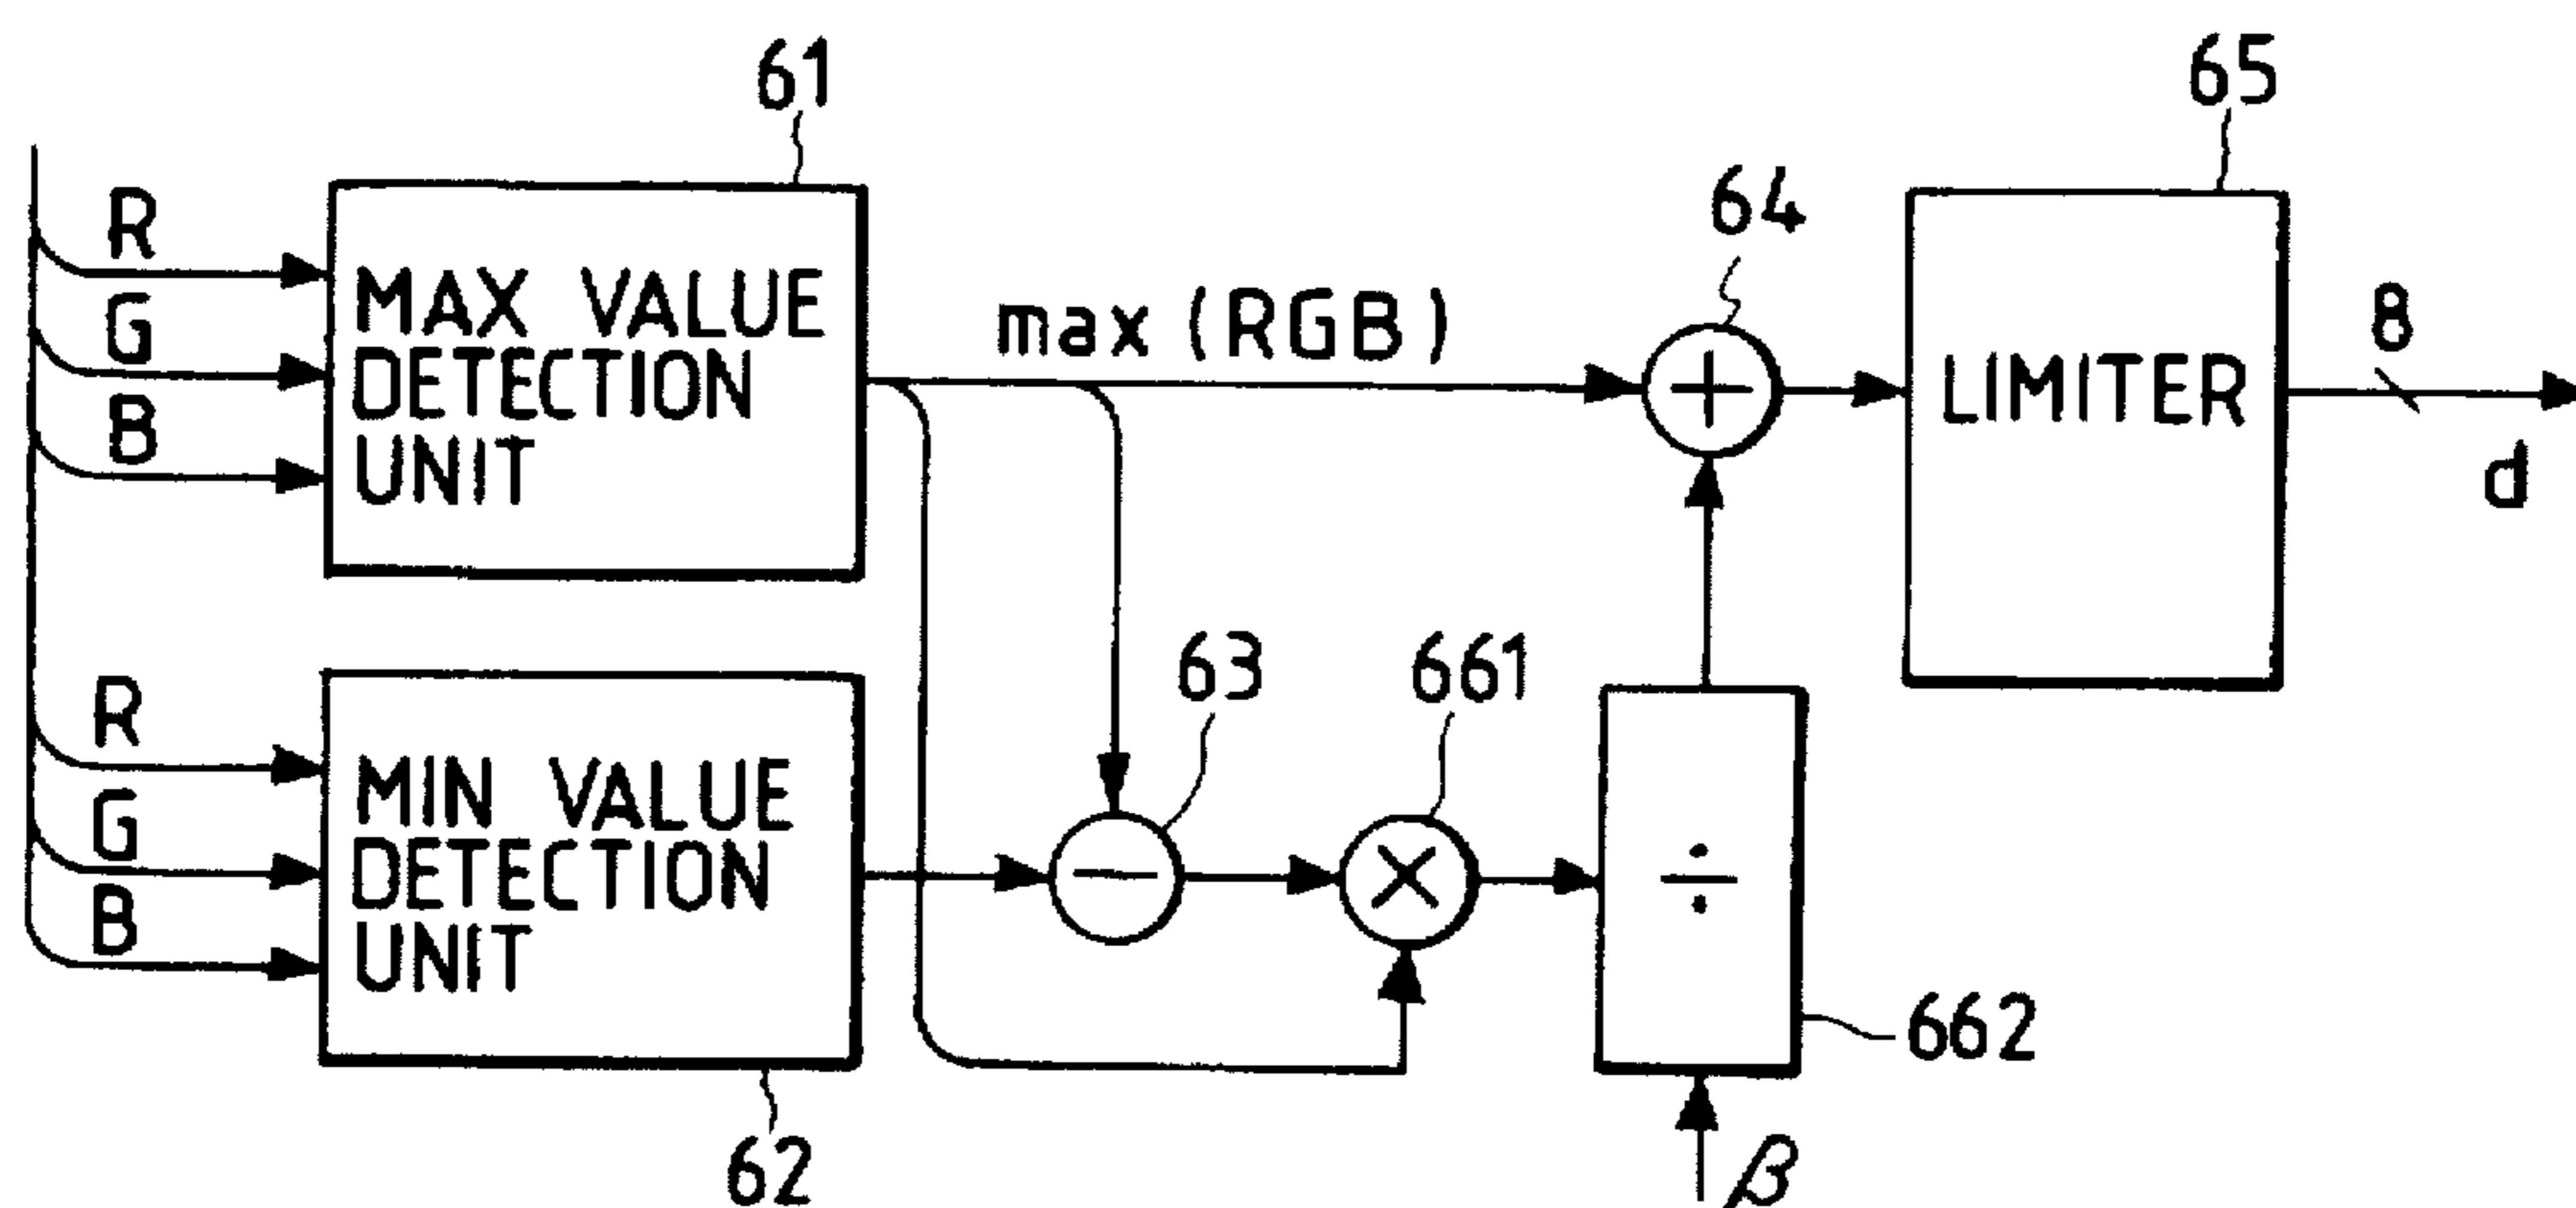 61
65
64
R
G
B
MAX VALUE
DETECTION
UNIT
max (RGB)
+
LIMITER
8
d
63
661
R
G
B
MIN VALUE
DETECTION
UNIT
−
×
÷
662
62
β